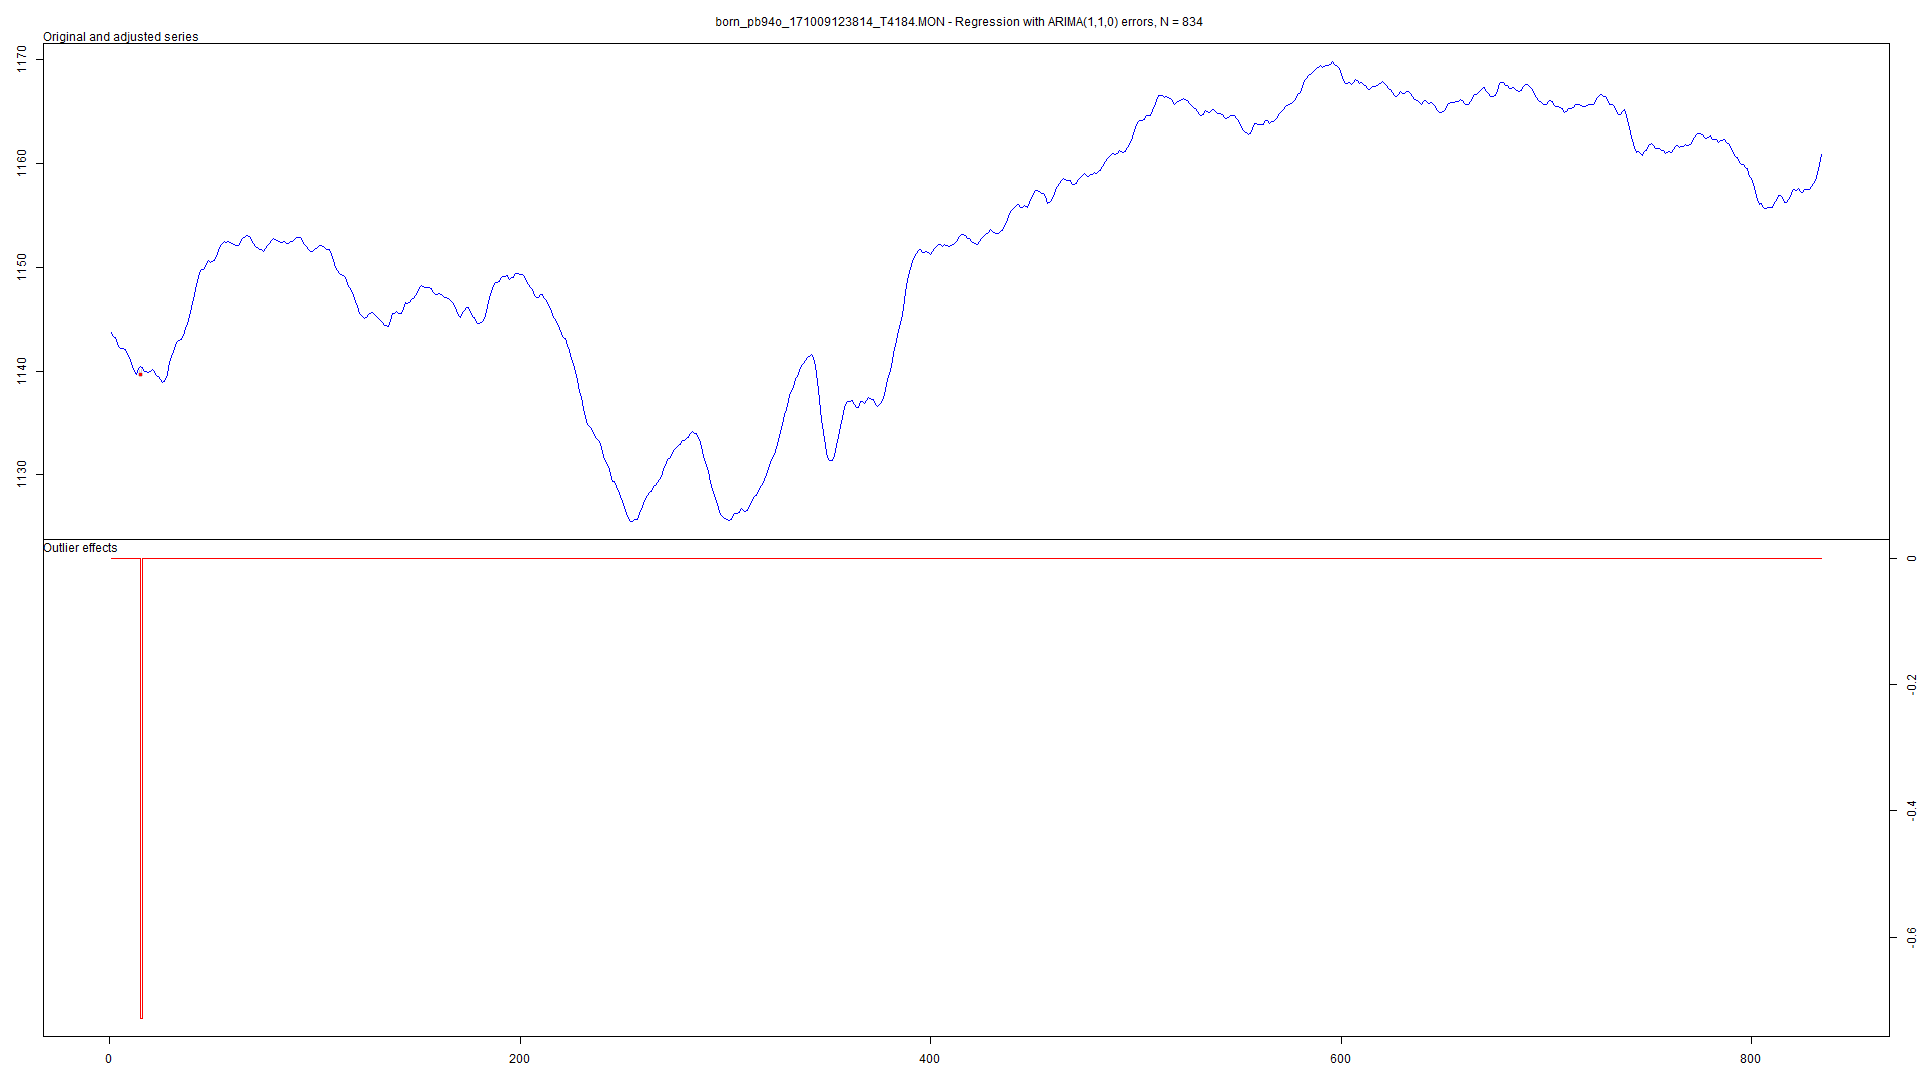 born_pb94o_171009123814_T4184.MON - Regression with ARIMA(1,1,0) errors, N = 834
Original and adjusted series
1170
1160
1150
1140
1130
Outlier effects
0
-0.2
-0.4
-0.6
0 200 400 600 800